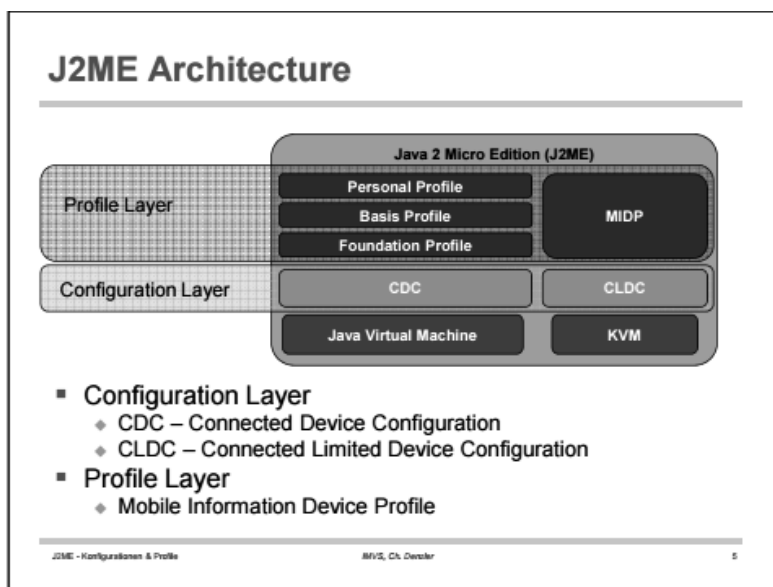 J2ME Architecture
Java 2 Micro Edition (J2ME)
Profile Layer
Personal Profile
Basis Profile
Foundation Profile
MIDP
Configuration Layer
CDC
CLDC
Java Virtual Machine
KVM
Configuration Layer
CDC – Connected Device Configuration
CLDC – Connected Limited Device Configuration
Profile Layer
Mobile Information Device Profile
J2ME - Konfigurationen & Profile
IMVS, Ch. Denzler
5